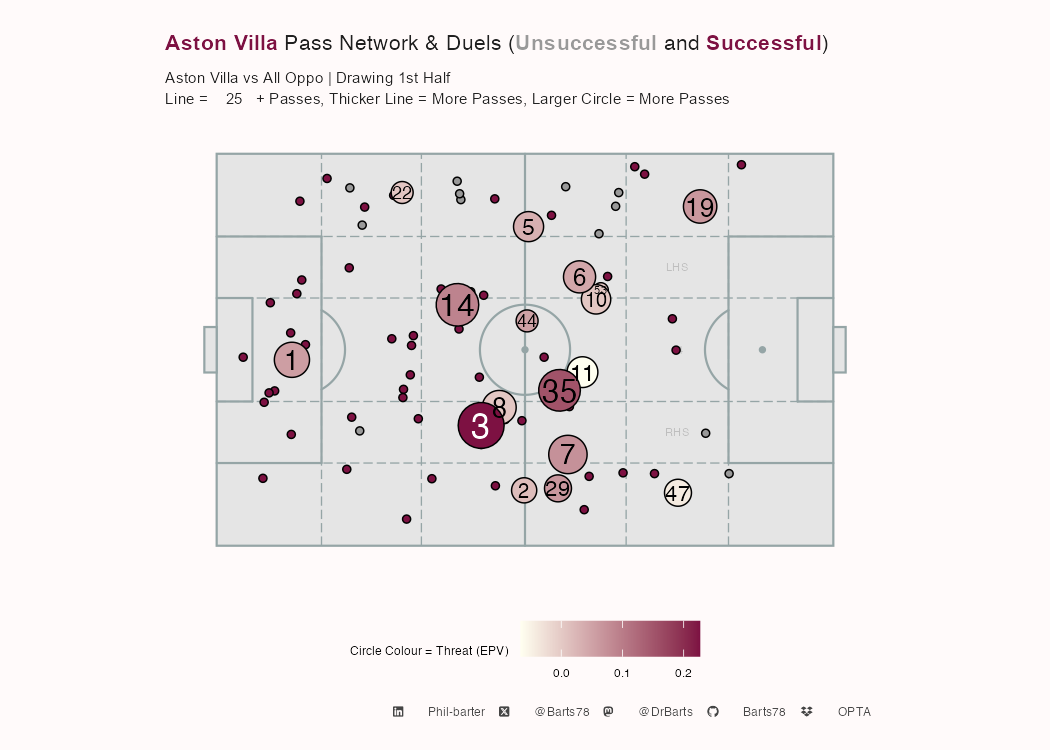 Aston Villa Pass Network & Duels (Unsuccessful and Successful)
Aston Villa vs All Oppo | Drawing 1st Half
Line = 25 + Passes, Thicker Line = More Passes, Larger Circle = More Passes
22
19
5
LHS
6
53
10
14
44
1
11
35
8
3
RHS
7
2
29
47
Circle Colour = Threat (EPV)
0.0 0.1 0.2
Phil-barter @Barts78 @DrBarts Barts78 OPTA